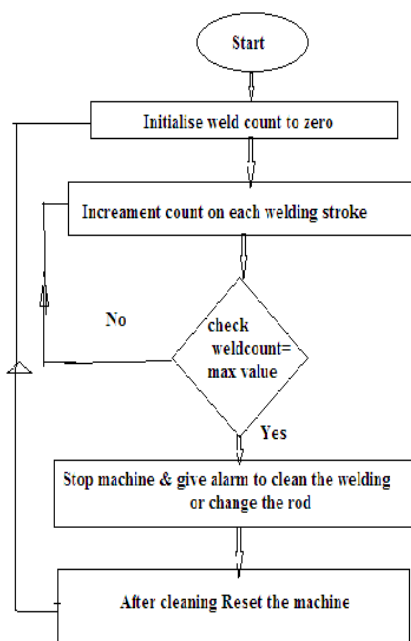 Start
Initialise weld count to zero
Increament count on each welding stroke
No
check
weldcount=
max value
Yes
Stop machine & give alarm to clean the welding
or change the rod
After cleaning Reset the machine